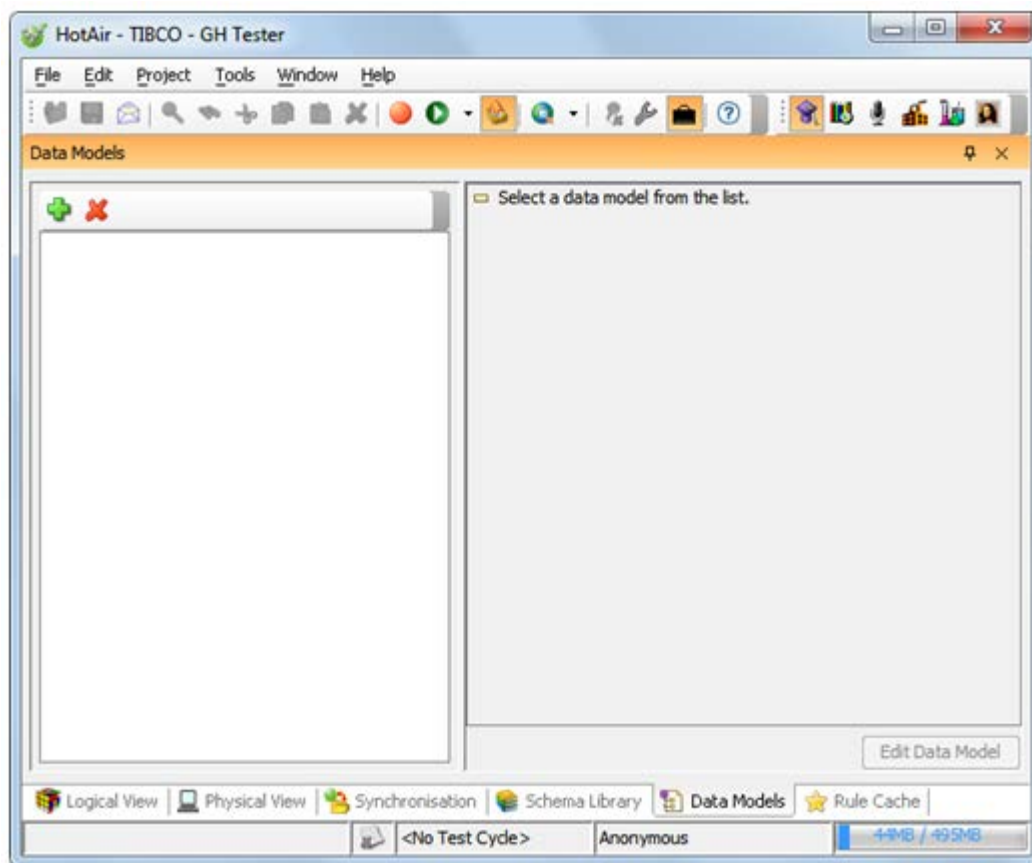 HotAir - TIBCO - GH Tester
File Edit Project Tools Window Help
Data Models
Select a data model from the list.
Edit Data Model
Logical View Physical View Synchronisation Schema Library Data Models Rule Cache
<No Test Cycle> Anonymous 44MB / 495MB